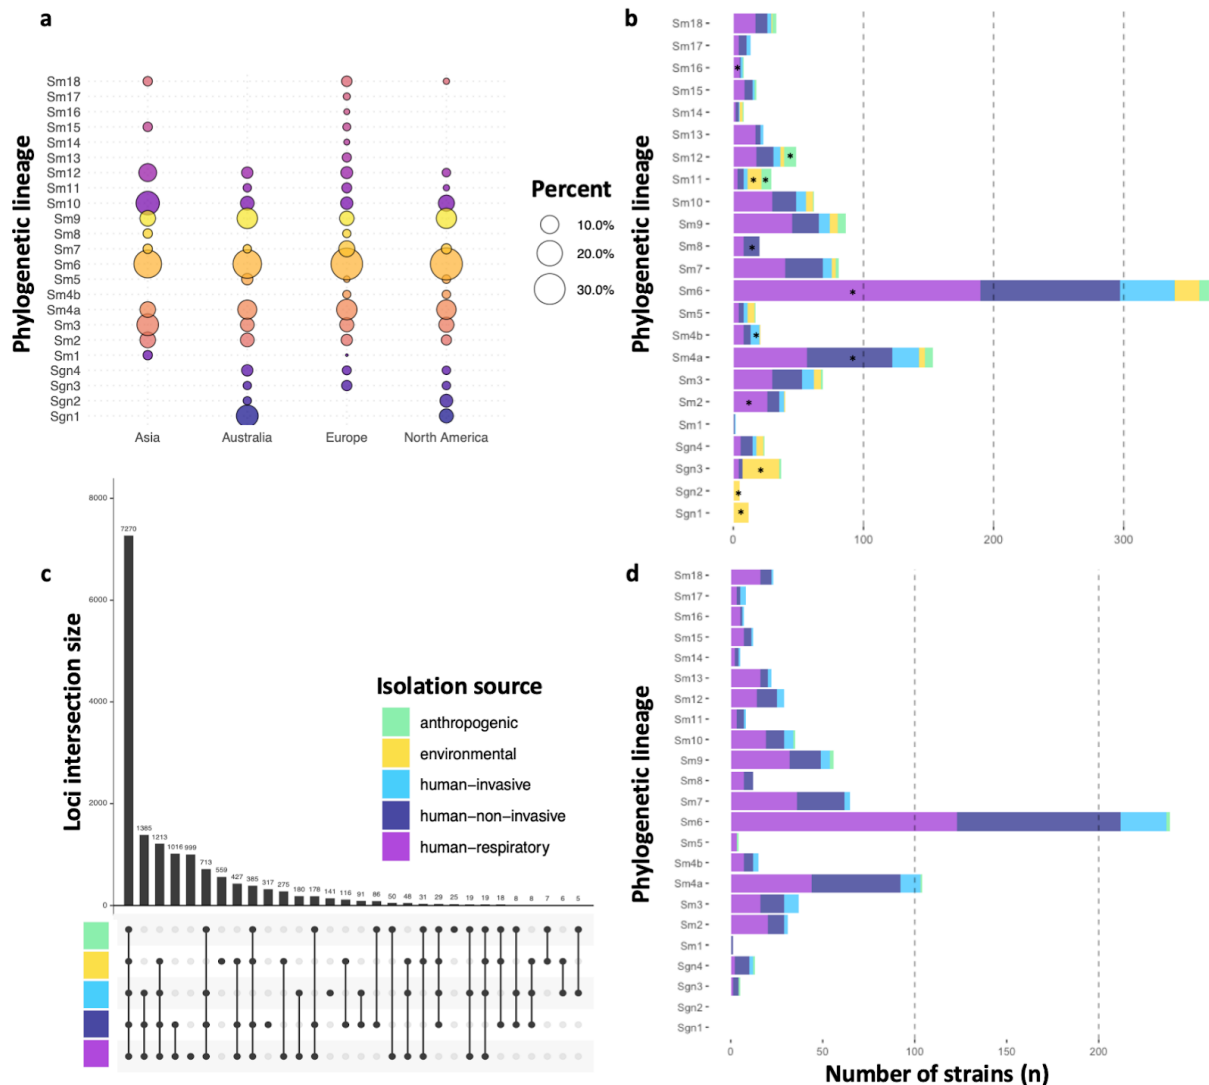 a
Phylogenetic lineage
Sm18
Sm17
Sm16
Sm15
Sm14
Sm13
Sm12
Sm11
Sm10
Sm9
Sm8
Sm7
Sm6
Sm5
Sm4b
Sm4a
Sm3
Sm2
Sm1
Sgn4
Sgn3
Sgn2
Sgn1
Asia Australia Europe North America
Percent
10.0%
20.0%
30.0%
b
Phylogenetic lineage
Sm18
Sm17
Sm16
Sm15
Sm14
Sm13
Sm12
Sm11
Sm10
Sm9
Sm8
Sm7
Sm6
Sm5
Sm4b
Sm4a
Sm3
Sm2
Sm1
Sgn4
Sgn3
Sgn2
Sgn1
0 100 200 300
c
Loci intersection size
8000
6000
4000
2000
0
7270 1385 1213 1016 999 713 559 427 385 317 275 180 178 141 116 91 86 50 48 31 29 25 19 19 18 8 8 7 6 5
Isolation source
anthropogenic
environmental
human-invasive
human-non-invasive
human-respiratory
d
Phylogenetic lineage
Sm18
Sm17
Sm16
Sm15
Sm14
Sm13
Sm12
Sm11
Sm10
Sm9
Sm8
Sm7
Sm6
Sm5
Sm4b
Sm4a
Sm3
Sm2
Sm1
Sgn4
Sgn3
Sgn2
Sgn1
0 50 100 150 200
Number of strains (n)